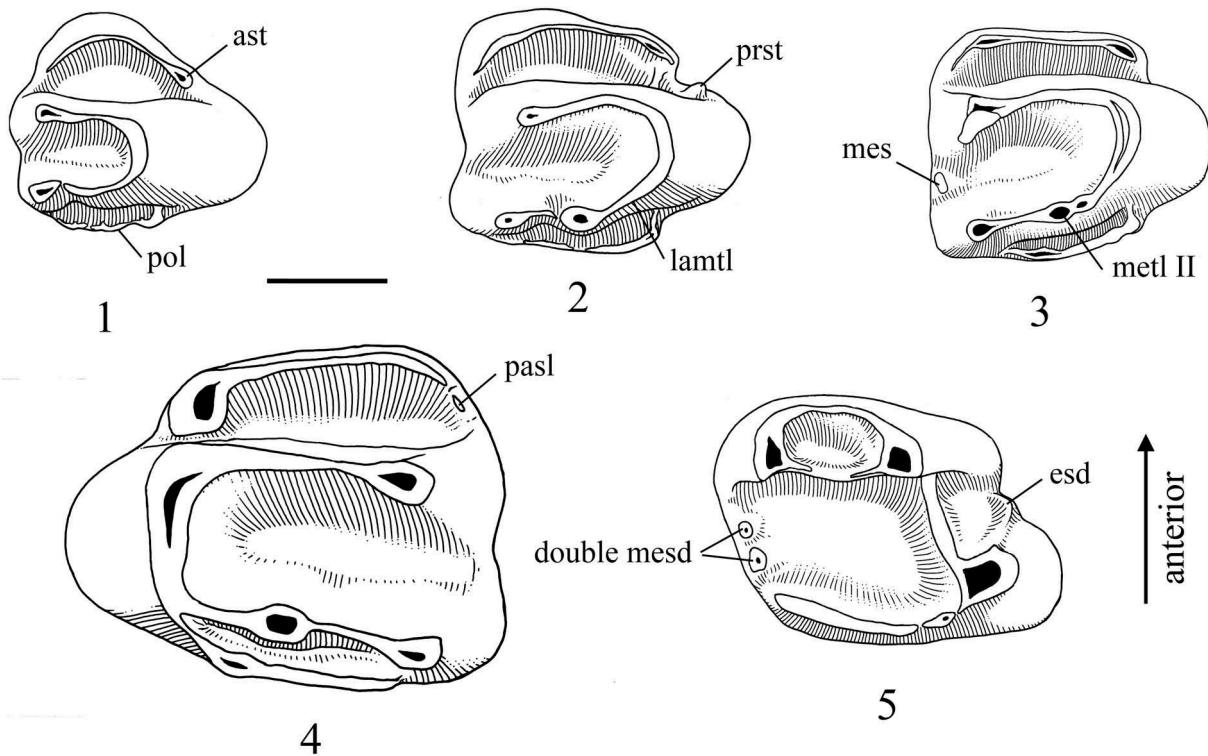 ast
prst
mes
pol
lamtl
metl II
1
2
3
pasl
esd
double mesd
anterior
4
5